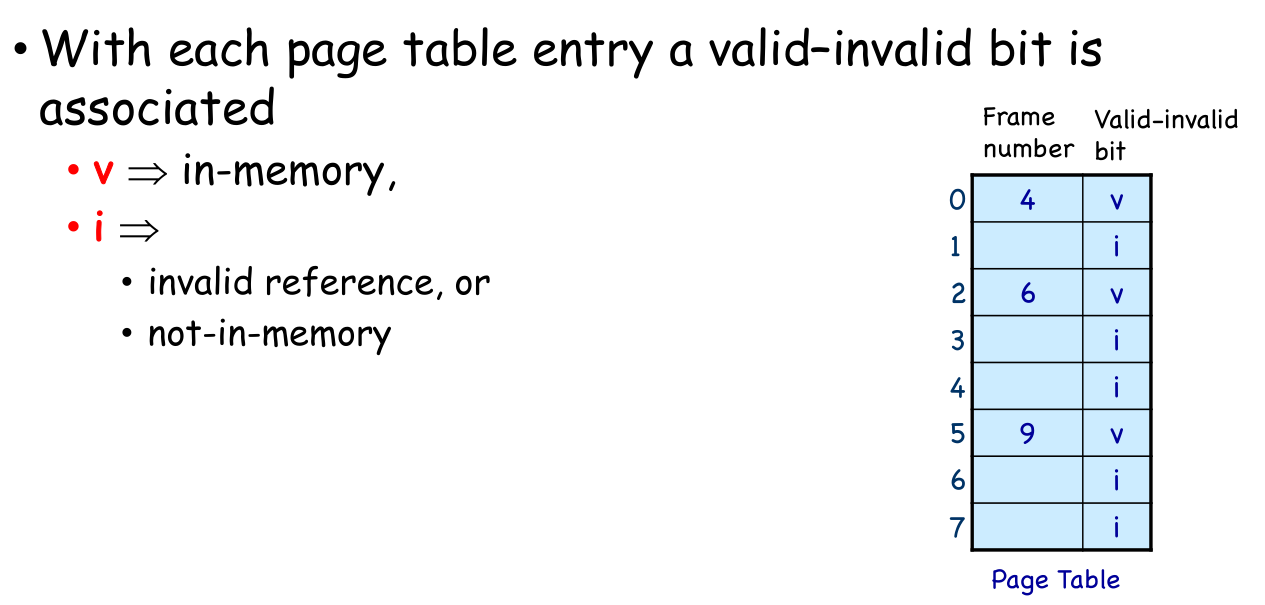 • With each page table entry a valid–invalid bit is
associated
• v ⇒ in-memory,
• i ⇒
• invalid reference, or
• not-in-memory
Frame number Valid–invalid bit
0 4 v
1 i
2 6 v
3 i
4 i
5 9 v
6 i
7 i
Page Table